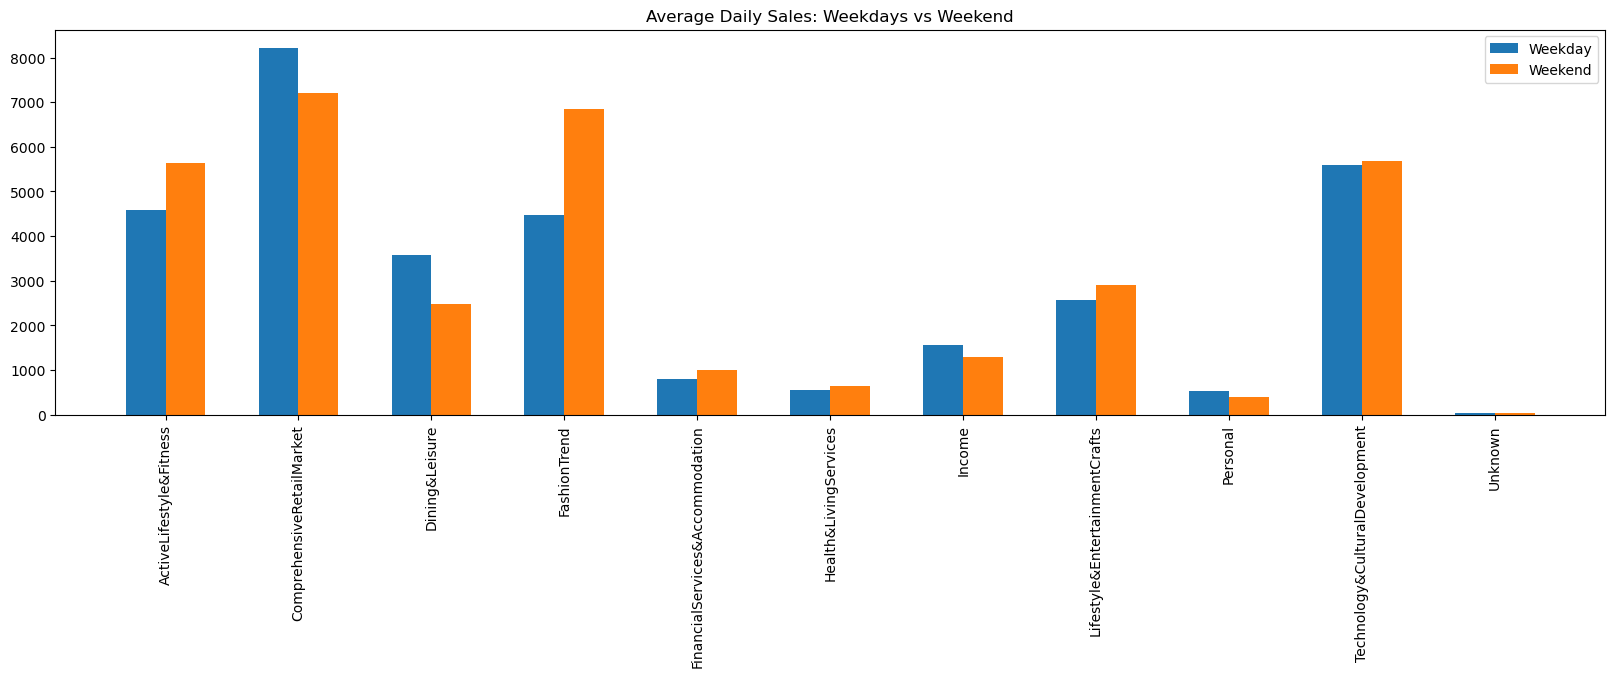 Average Daily Sales: Weekdays vs Weekend
Weekday
Weekend
8000
7000
6000
5000
4000
3000
2000
1000
0
ActiveLifestyle&Fitness
ComprehensiveRetailMarket
Dining&Leisure
FashionTrend
FinancialServices&Accommodation
Health&LivingServices
Income
Lifestyle&EntertainmentCrafts
Personal
Technology&CulturalDevelopment
Unknown